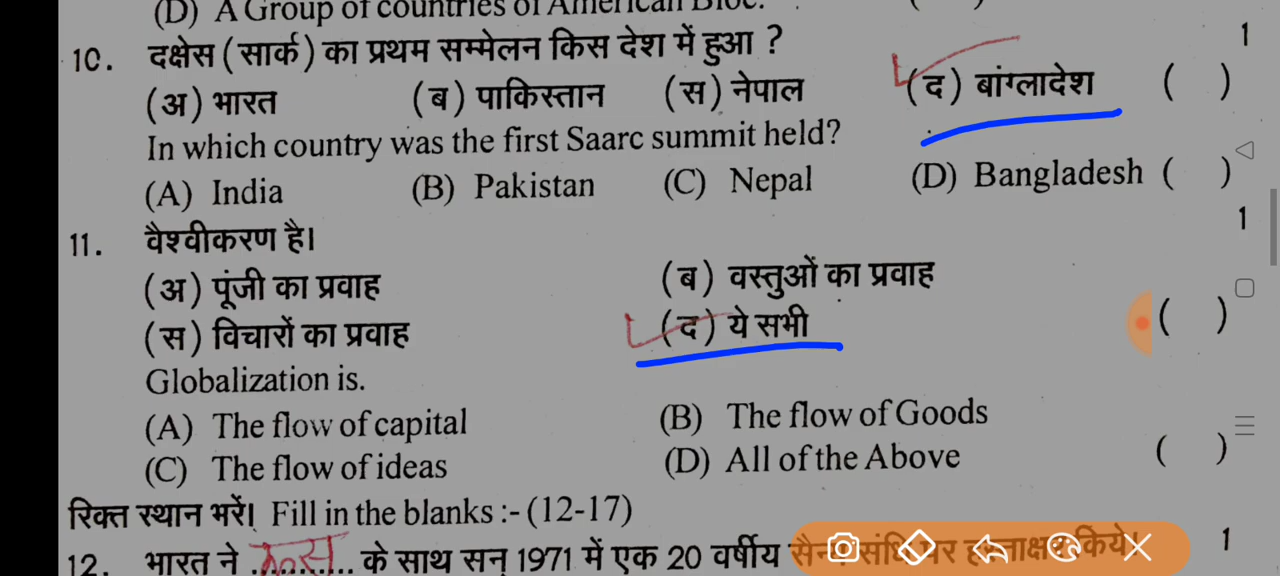 (D) A Group of countries of American Bloc. ( )
10. दक्षेस (सार्क) का प्रथम सम्मेलन किस देश में हुआ ? 1
(अ) भारत (ब) पाकिस्तान (स) नेपाल (द) बांग्लादेश ( )
In which country was the first Saarc summit held?
(A) India (B) Pakistan (C) Nepal (D) Bangladesh ( )
11. वैश्वीकरण है। 1
(अ) पूंजी का प्रवाह (ब) वस्तुओं का प्रवाह
(स) विचारों का प्रवाह (द) ये सभी ( )
Globalization is.
(A) The flow of capital (B) The flow of Goods
(C) The flow of ideas (D) All of the Above ( )
रिक्त स्थान भरें। Fill in the blanks :- (12-17)
12. भारत ने रूस के साथ सन् 1971 में एक 20 वर्षीय किये। 1